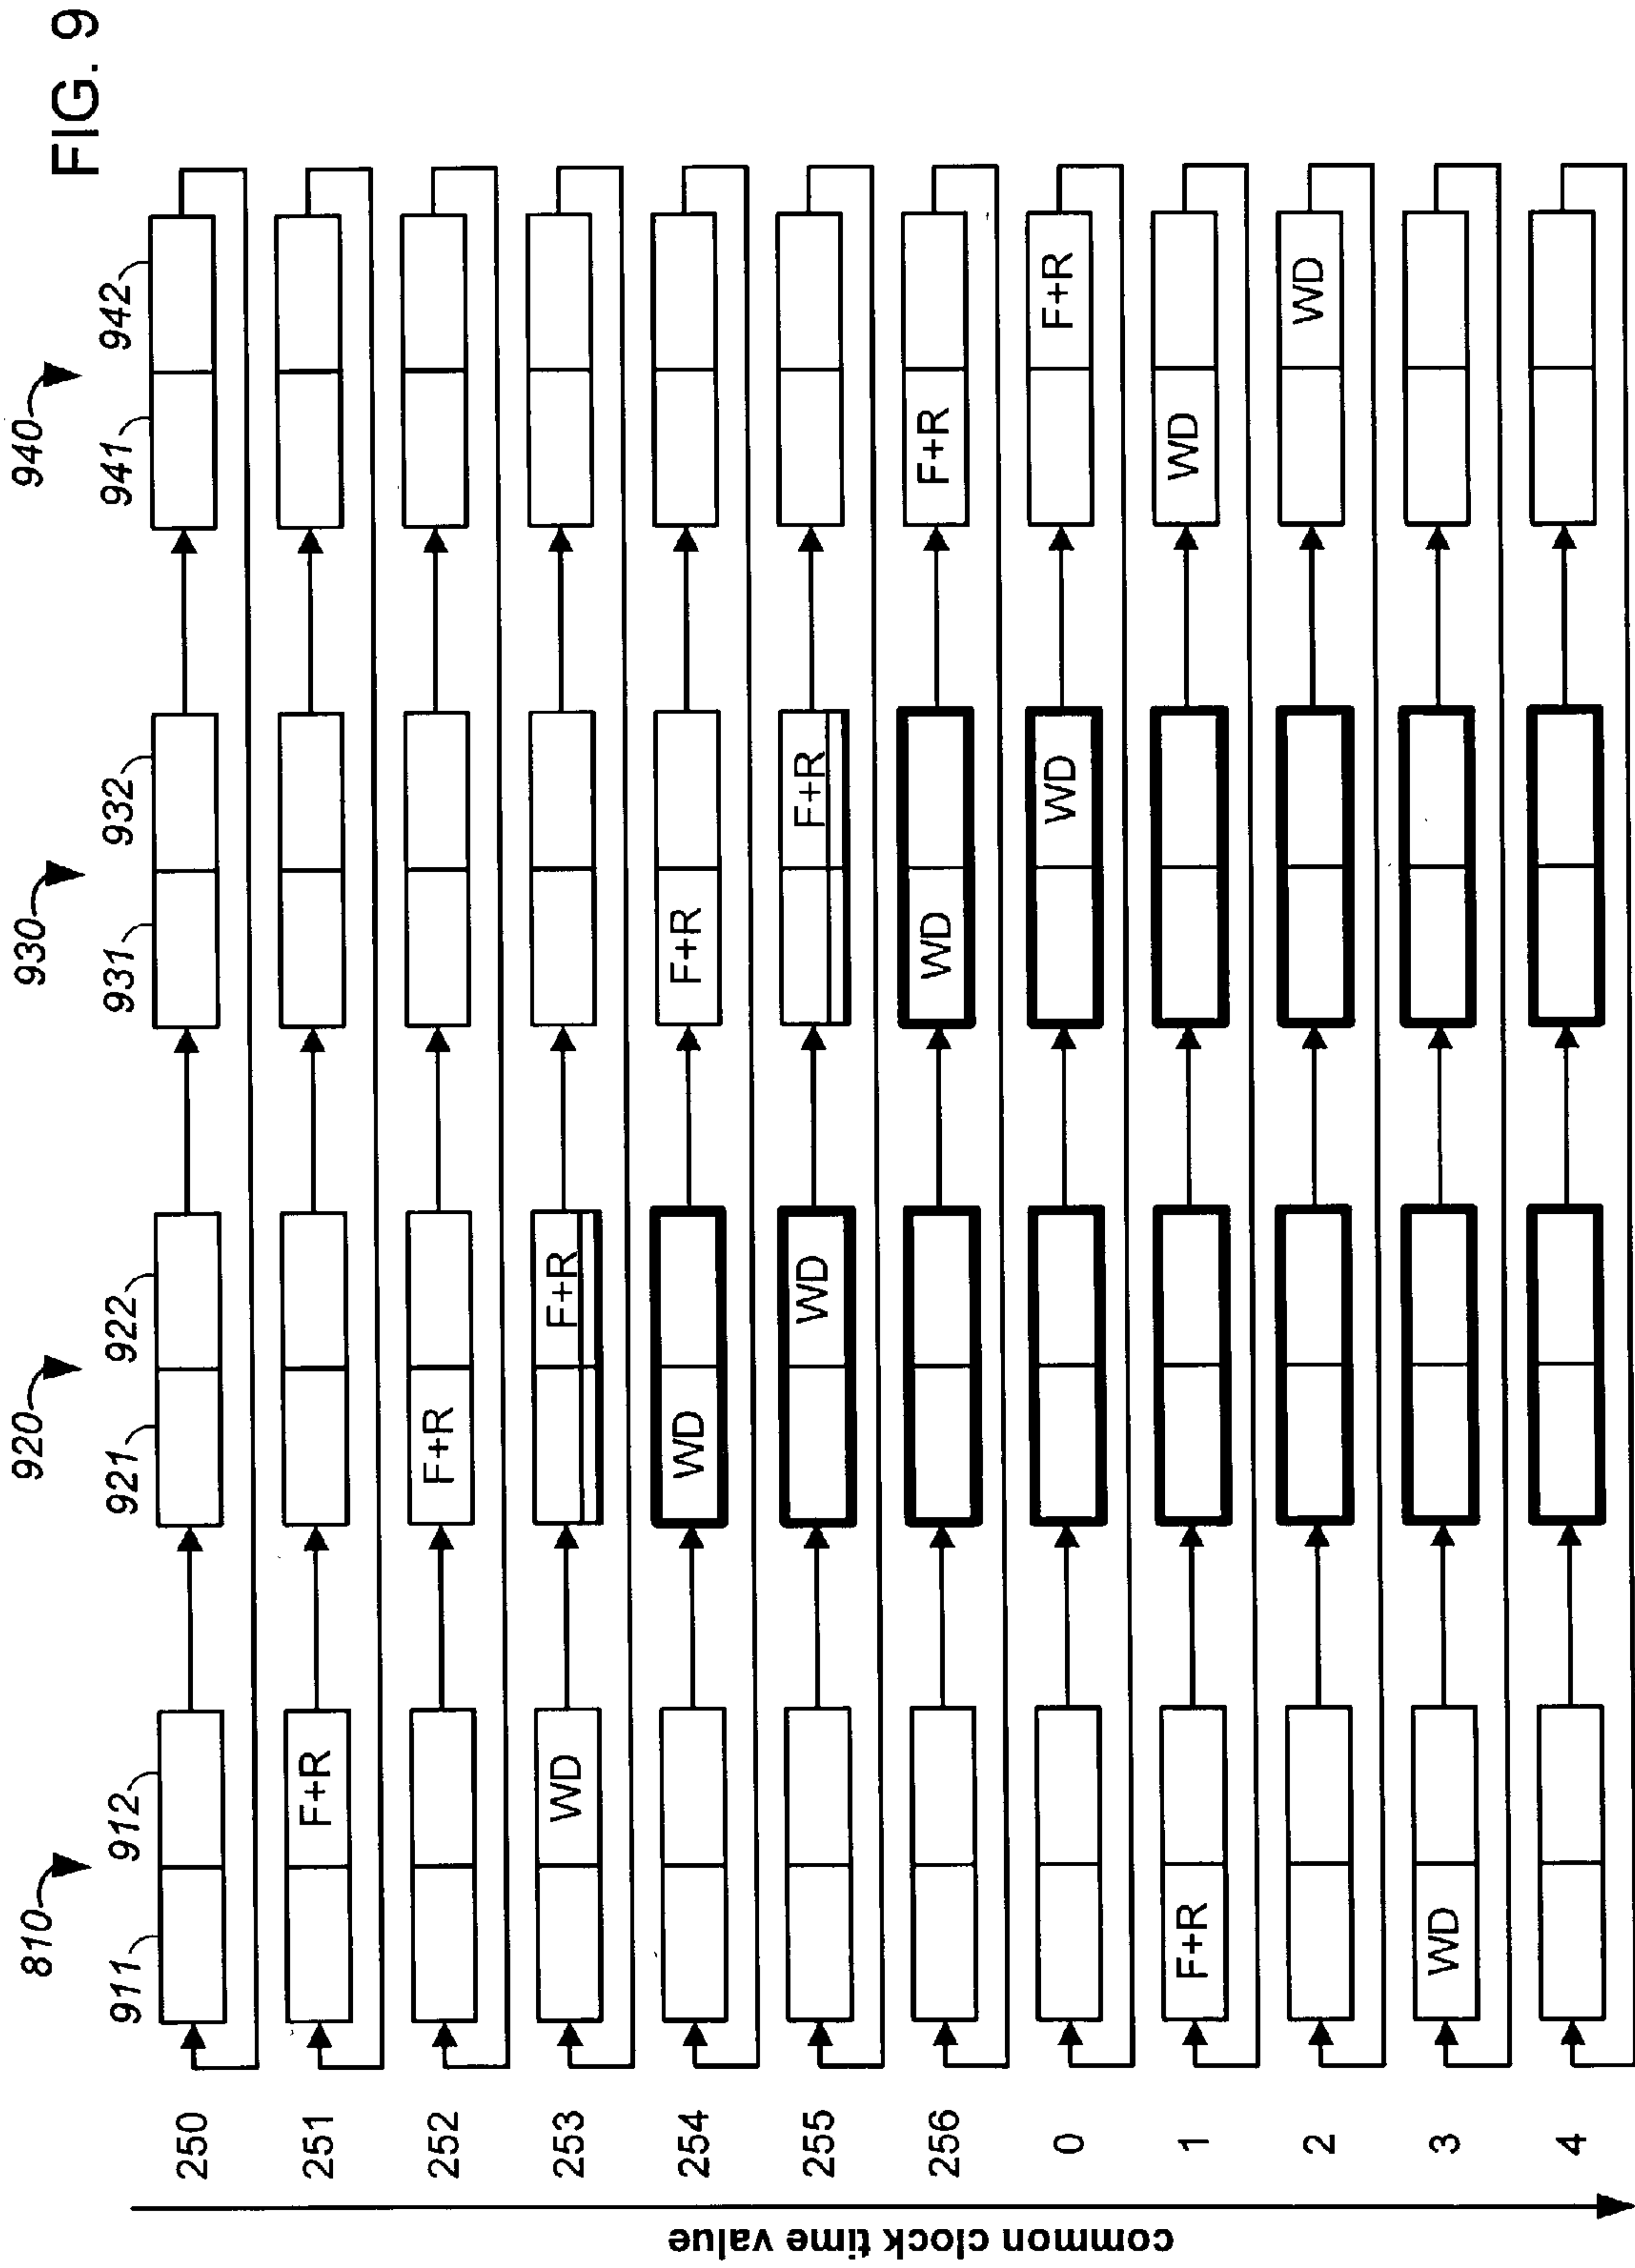 FIG. 9
810 920 930 940
911 912 921 922 931 932 941 942
250
251 F+R
252 F+R
253 WD F+R
254 WD F+R
255 WD F+R
256 WD F+R
0 WD F+R
1 F+R WD
2 WD
3 WD
4
common clock time value